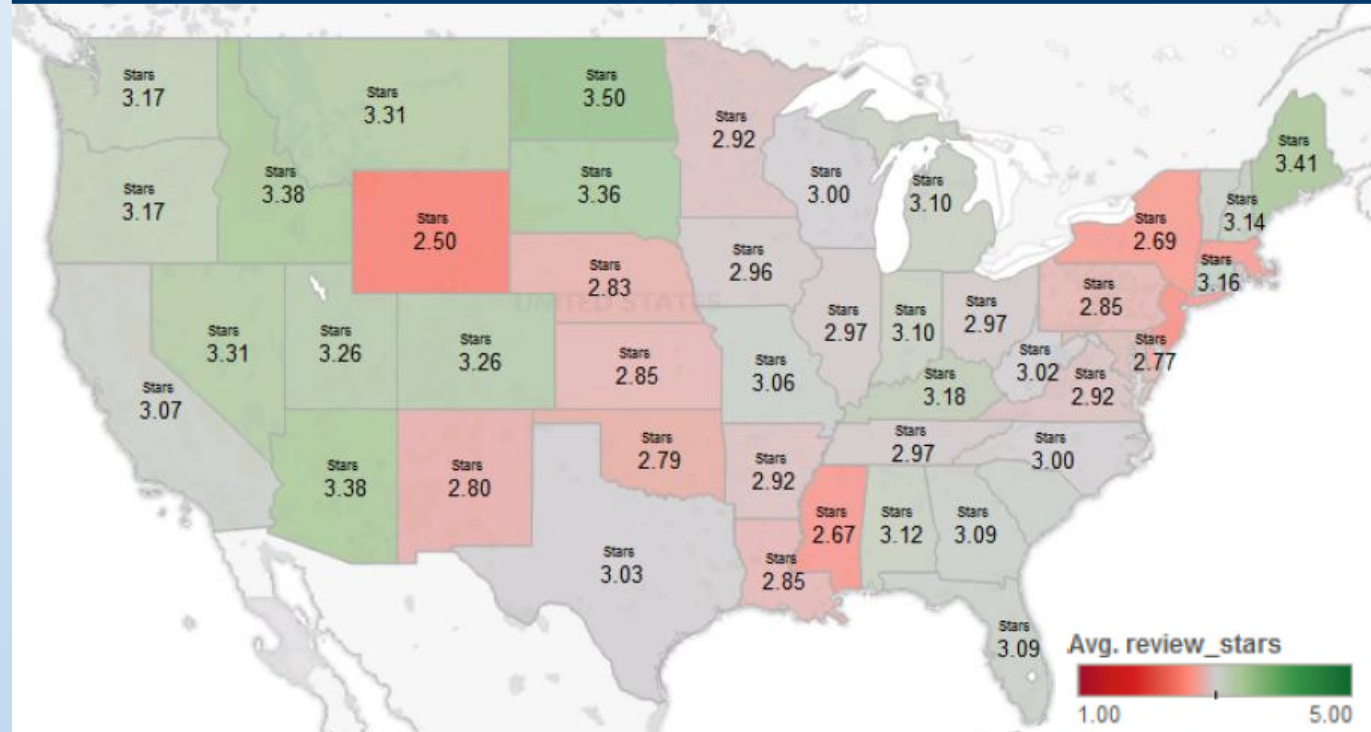 Stars
3.17
Stars
3.31
Stars
3.50
Stars
2.92
Stars
3.00
Stars
3.10
Stars
3.41
Stars
3.17
Stars
3.38
Stars
2.50
Stars
3.36
Stars
2.96
Stars
2.69
Stars
3.14
Stars
3.16
Stars
2.83
UNITED STATES
Stars
2.85
Stars
3.07
Stars
3.31
Stars
3.26
Stars
3.26
Stars
2.85
Stars
3.06
Stars
2.97
Stars
3.10
Stars
2.97
Stars
3.02
Stars
2.92
Stars
2.77
Stars
3.18
Stars
3.38
Stars
2.80
Stars
2.79
Stars
2.92
Stars
2.97
Stars
3.00
Stars
3.03
Stars
2.85
Stars
2.67
Stars
3.12
Stars
3.09
Stars
3.09
Avg. review_stars
1.00 5.00